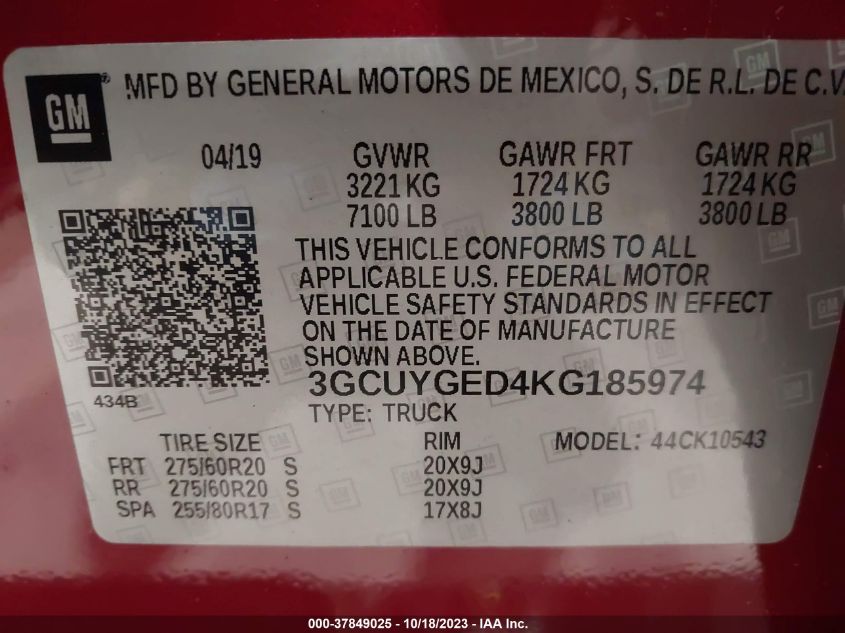 GM ® MFD BY GENERAL MOTORS DE MEXICO, S. DE R.L. DE C.V.
04/19 GVWR GAWR FRT GAWR RR
3221 KG 1724 KG 1724 KG
7100 LB 3800 LB 3800 LB
THIS VEHICLE CONFORMS TO ALL
APPLICABLE U.S. FEDERAL MOTOR
VEHICLE SAFETY STANDARDS IN EFFECT
ON THE DATE OF MANUFACTURE
SHOWN ABOVE.
3GCUYGED4KG185974
434B TYPE: TRUCK
TIRE SIZE RIM MODEL: 44CK10543
FRT 275/60R20 S 20X9J
RR 275/60R20 S 20X9J
SPA 255/80R17 S 17X8J
000-37849025 - 10/18/2023 - IAA Inc.